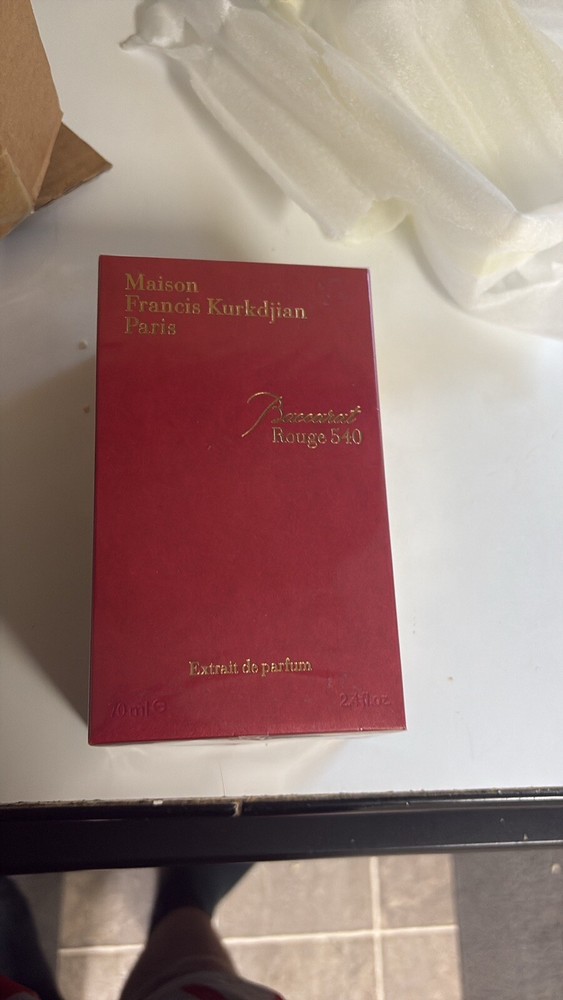 Maison
Francis Kurkdjian
Paris
Baccarat
Rouge 540
Extrait de parfum
70 ml ℮ 2.4 fl.oz.